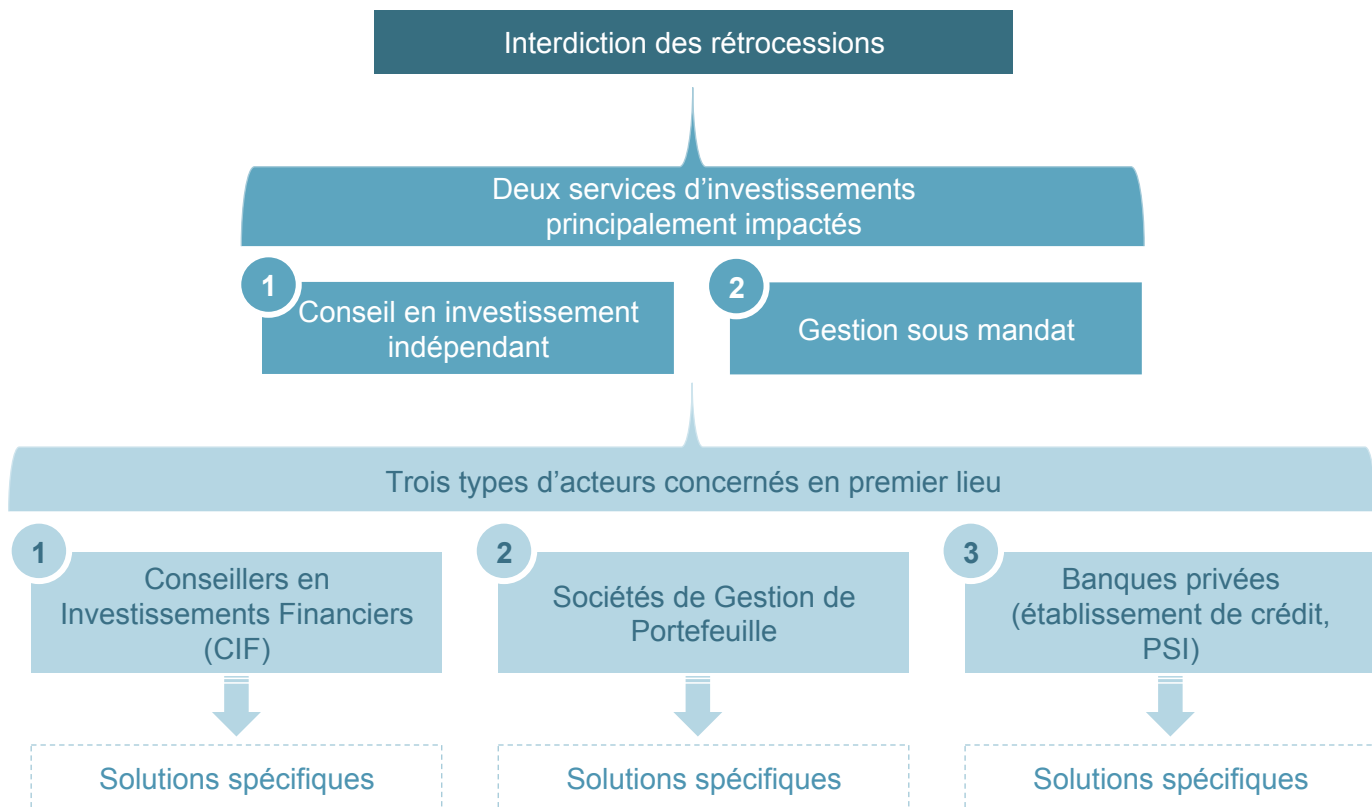 Interdiction des rétrocessions
Deux services d’investissements
principalement impactés
1
Conseil en investissement
indépendant
2
Gestion sous mandat
Trois types d’acteurs concernés en premier lieu
1
Conseillers en
Investissements Financiers
(CIF)
2
Sociétés de Gestion de
Portefeuille
3
Banques privées
(établissement de crédit,
PSI)
Solutions spécifiques
Solutions spécifiques
Solutions spécifiques